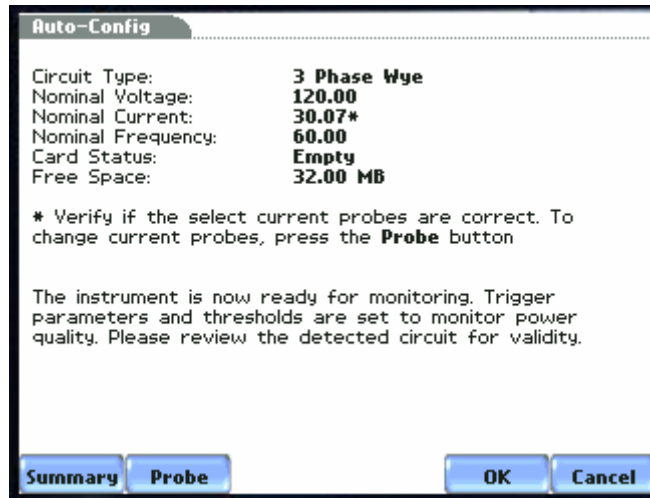 Auto-Config
Circuit Type: 3 Phase Wye
Nominal Voltage: 120.00
Nominal Current: 30.07*
Nominal Frequency: 60.00
Card Status: Empty
Free Space: 32.00 MB
* Verify if the select current probes are correct. To
change current probes, press the Probe button
The instrument is now ready for monitoring. Trigger
parameters and thresholds are set to monitor power
quality. Please review the detected circuit for validity.
Summary Probe OK Cancel